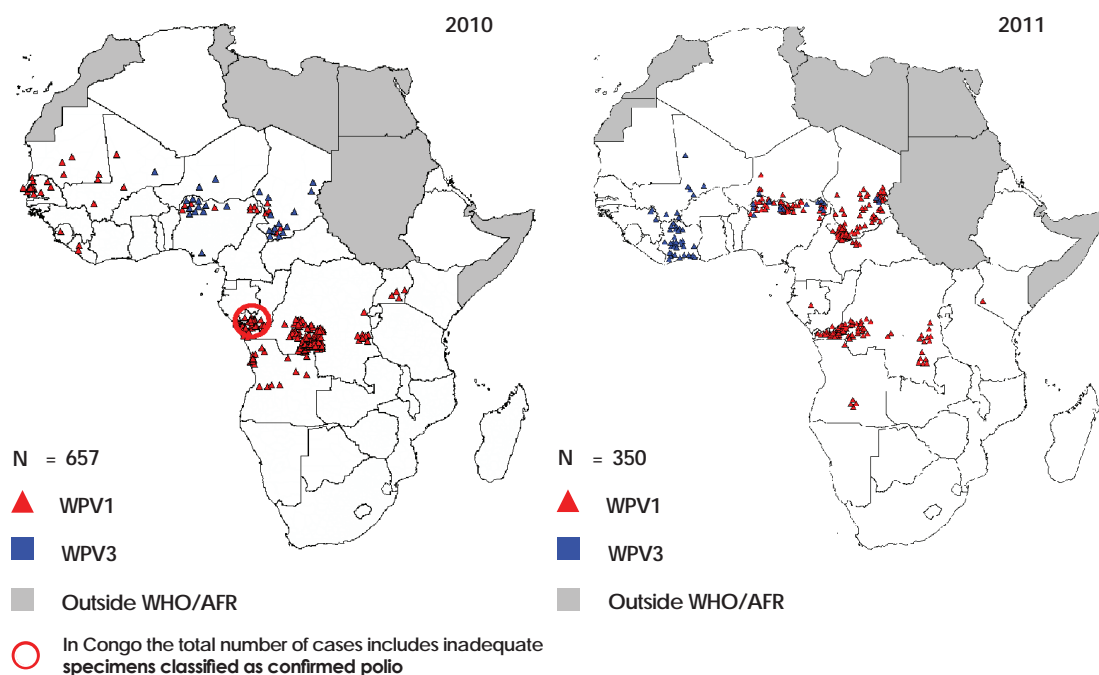 2010
N = 657
WPV1
WPV3
Outside WHO/AFR
In Congo the total number of cases includes inadequate
specimens classified as confirmed polio
2011
N = 350
WPV1
WPV3
Outside WHO/AFR